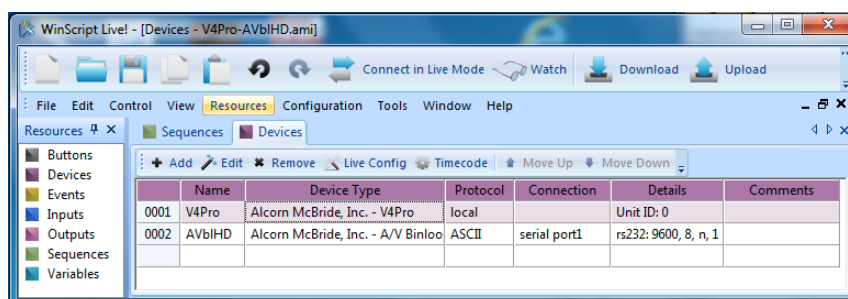 WinScript Live! - [Devices - V4Pro-AVbIHD.ami]
Connect in Live Mode Watch Download Upload
File Edit Control View Resources Configuration Tools Window Help
Resources Sequences Devices
Buttons
Devices
Events
Inputs
Outputs
Sequences
Variables
Add Edit Remove Live Config Timecode Move Up Move Down
Name Device Type Protocol Connection Details Comments
0001 V4Pro Alcorn McBride, Inc. - V4Pro local Unit ID: 0
0002 AVbIHD Alcorn McBride, Inc. - A/V Binloo ASCII serial port1 rs232: 9600, 8, n, 1